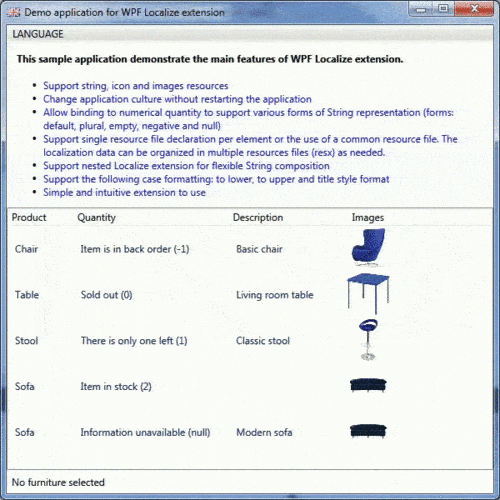 Demo application for WPF Localize extension
LANGUAGE
This sample application demonstrate the main features of WPF Localize extension.
• Support string, icon and images resources
• Change application culture without restarting the application
• Allow binding to numerical quantity to support various forms of String representation (forms:
default, plural, empty, negative and null)
• Support single resource file declaration per element or the use of a common resource file. The
localization data can be organized in multiple resources files (resx) as needed.
• Support nested Localize extension for flexible String composition
• Support the following case formatting: to lower, to upper and title style format
• Simple and intuitive extension to use
Product Quantity Description Images
Chair Item is in back order (-1) Basic chair
Table Sold out (0) Living room table
Stool There is only one left (1) Classic stool
Sofa Item in stock (2)
Sofa Information unavailable (null) Modern sofa
No furniture selected